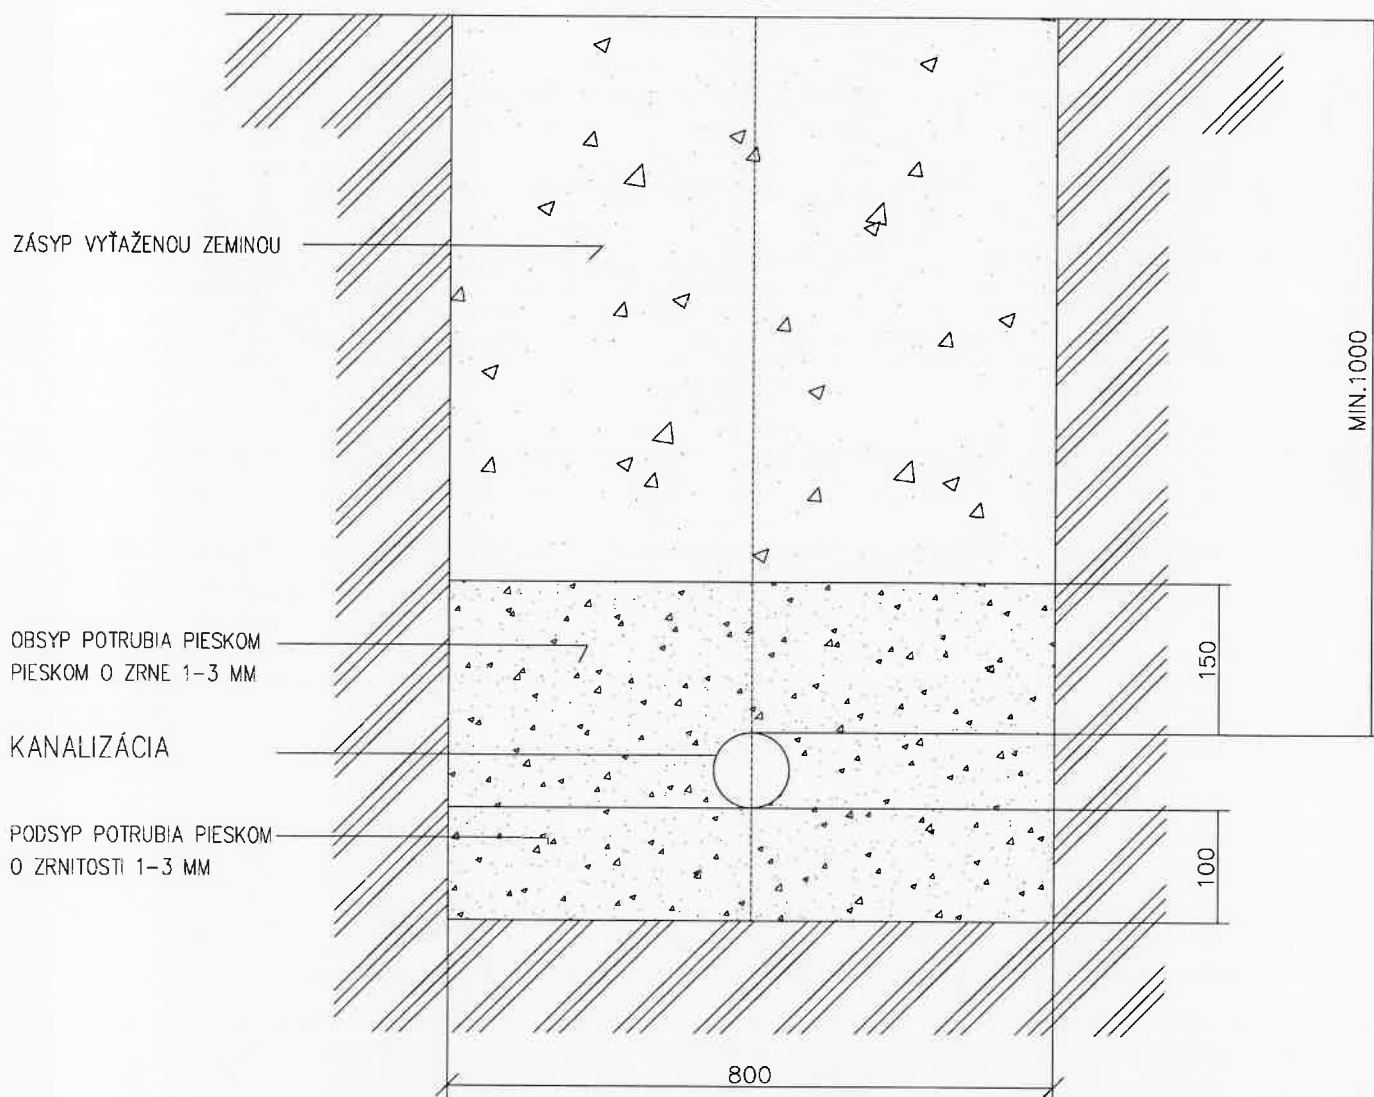 ZÁSYP VYŤAŽENOU ZEMINOU
MIN.1000
OBSYP POTRUBIA PIESKOM
PIESKOM O ZRNE 1-3 MM
150
KANALIZÁCIA
PODSYP POTRUBIA PIESKOM
O ZRNITOSTI 1-3 MM
100
800